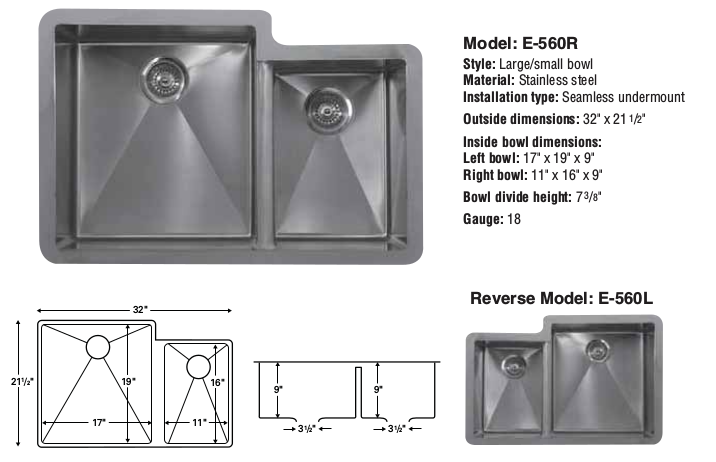 Model: E-560R
Style: Large/small bowl
Material: Stainless steel
Installation type: Seamless undermount
Outside dimensions: 32" x 21 1/2"
Inside bowl dimensions:
Left bowl: 17" x 19" x 9"
Right bowl: 11" x 16" x 9"
Bowl divide height: 7 3/8"
Gauge: 18
Reverse Model: E-560L
32"
21 1/2"
19"
16"
17"
11"
9"
9"
3 1/2"
3 1/2"